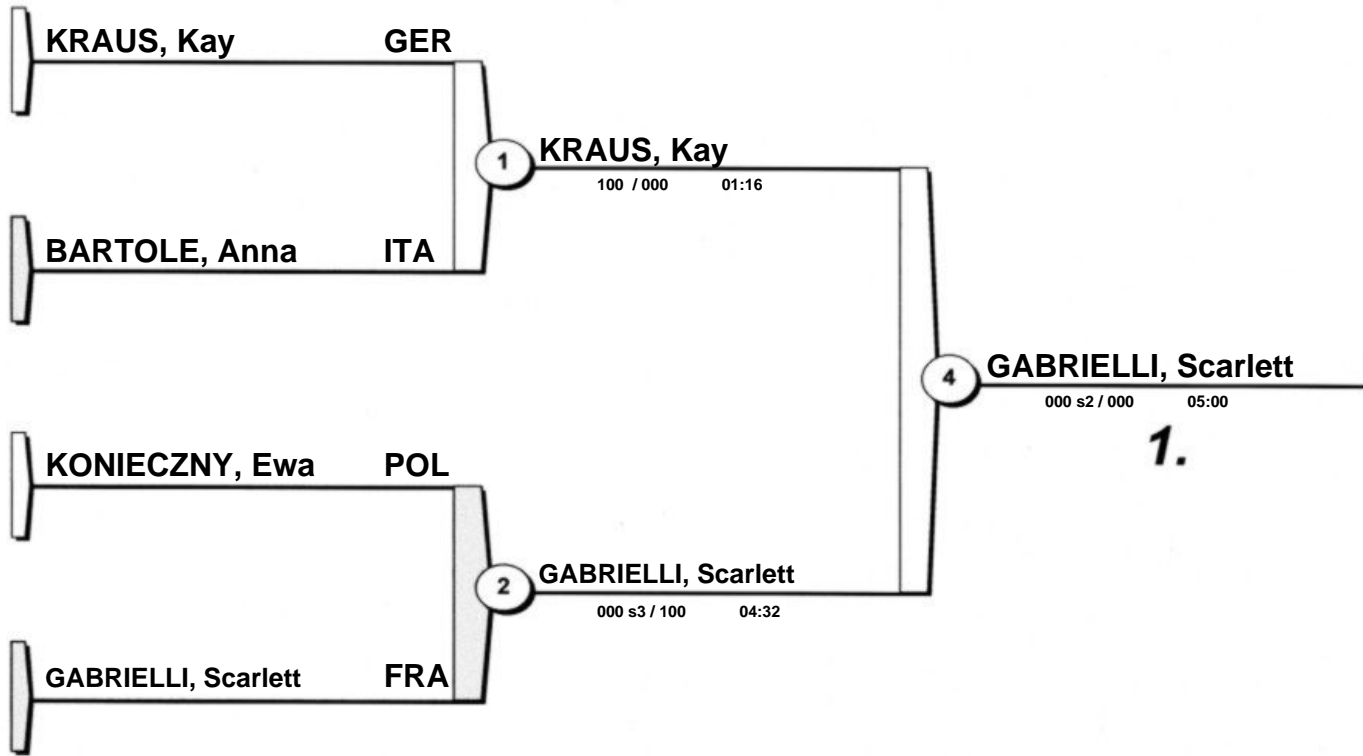 KRAUS, Kay GER
1 KRAUS, Kay
100 / 000 01:16
BARTOLE, Anna ITA
4 GABRIELLI, Scarlett
000 s2 / 000 05:00
1.
KONIECZNY, Ewa POL
2 GABRIELLI, Scarlett
000 s3 / 100 04:32
GABRIELLI, Scarlett FRA